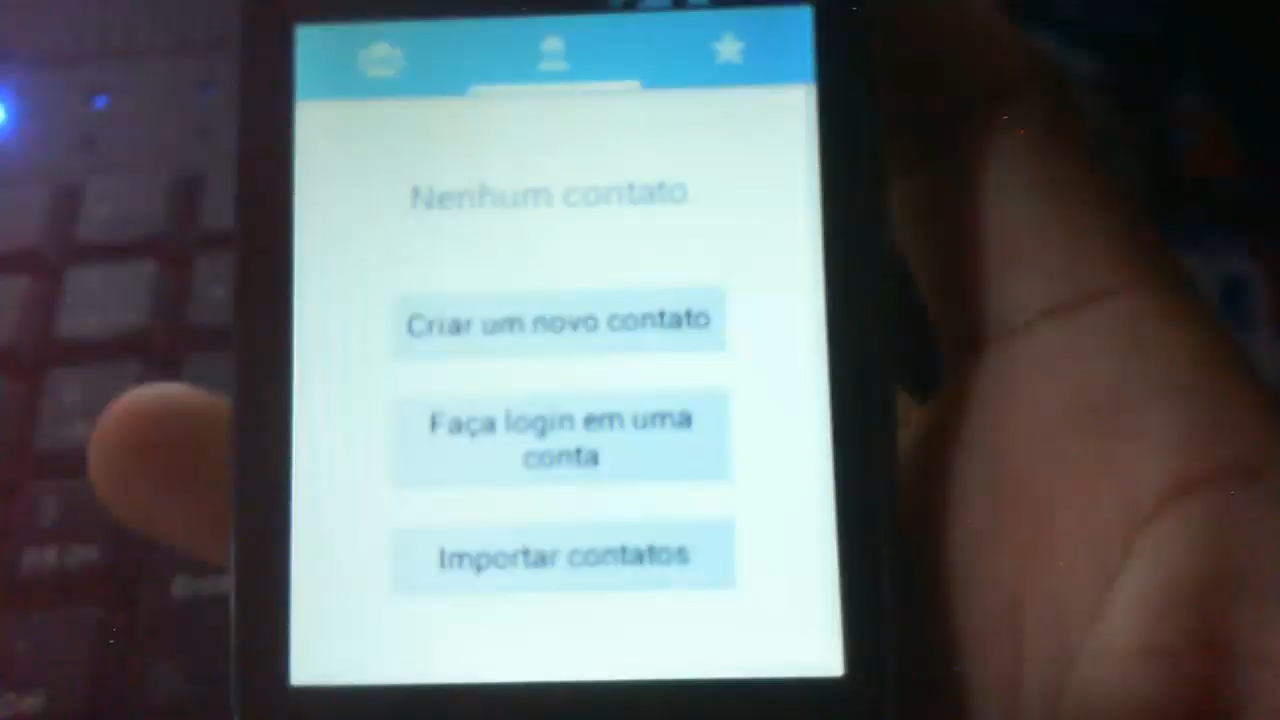 Nenhum contato
Criar um novo contato
Faça login em uma
conta
Importar contatos